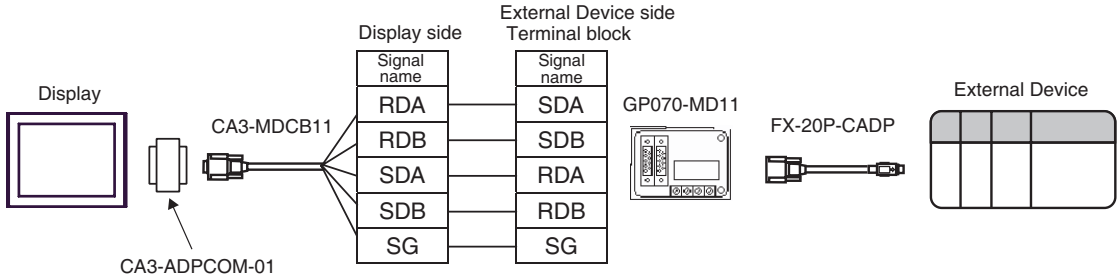 External Device side
Display side
Terminal block
Signal name
Signal name
Display
CA3-MDCB11
RDA
SDA
GP070-MD11
FX-20P-CADP
External Device
RDB
SDB
SDA
RDA
SDB
RDB
SG
SG
CA3-ADPCOM-01